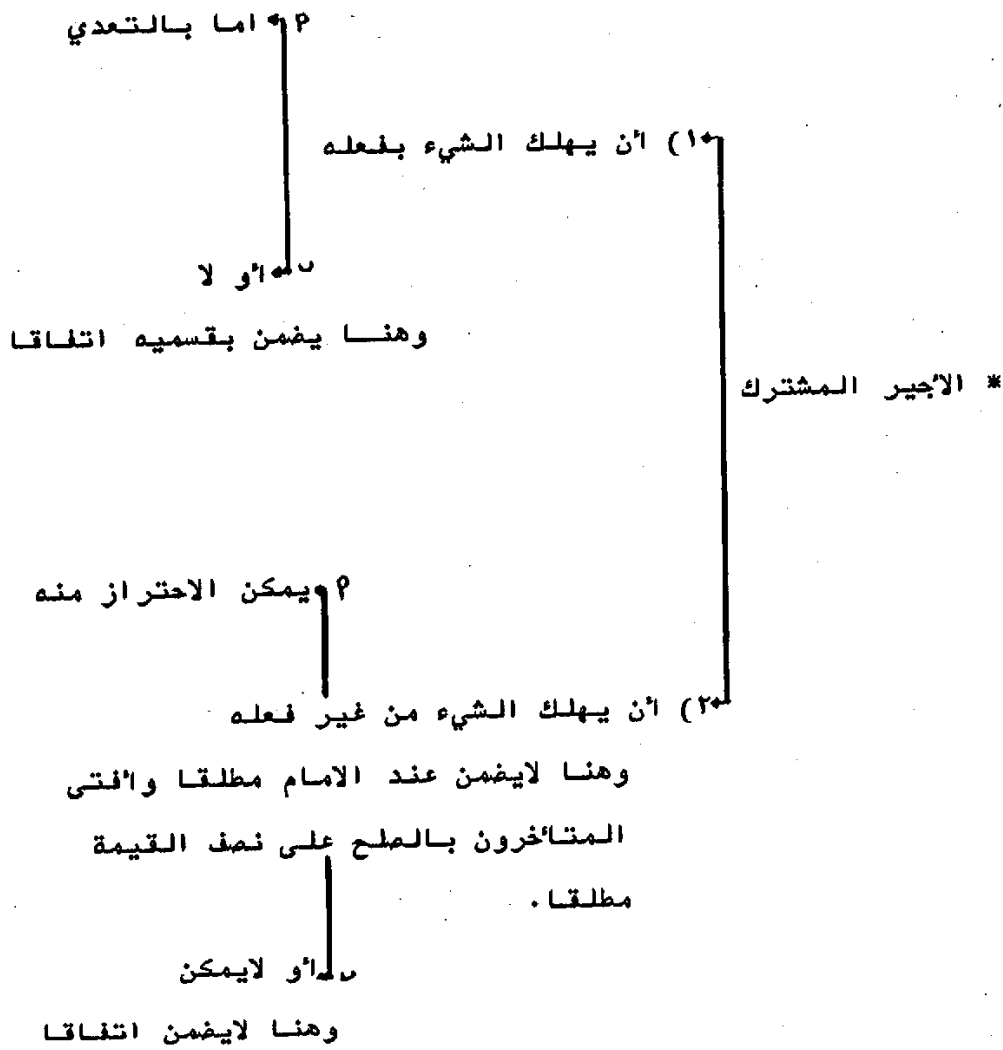 أ اما بالتعدي
١) أن يهلك الشيء بفعله
ب أو لا
وهنا يضمن بقسميه اتفاقا
* الأجير المشترك
أ يمكن الاحتراز منه
٢) أن يهلك الشيء من غير فعله
وهنا لايضمن عند الامام مطلقا وأفتى
المتأخرون بالصلح على نصف القيمة
مطلقا.
ب أو لايمكن
وهنا لايضمن اتفاقا